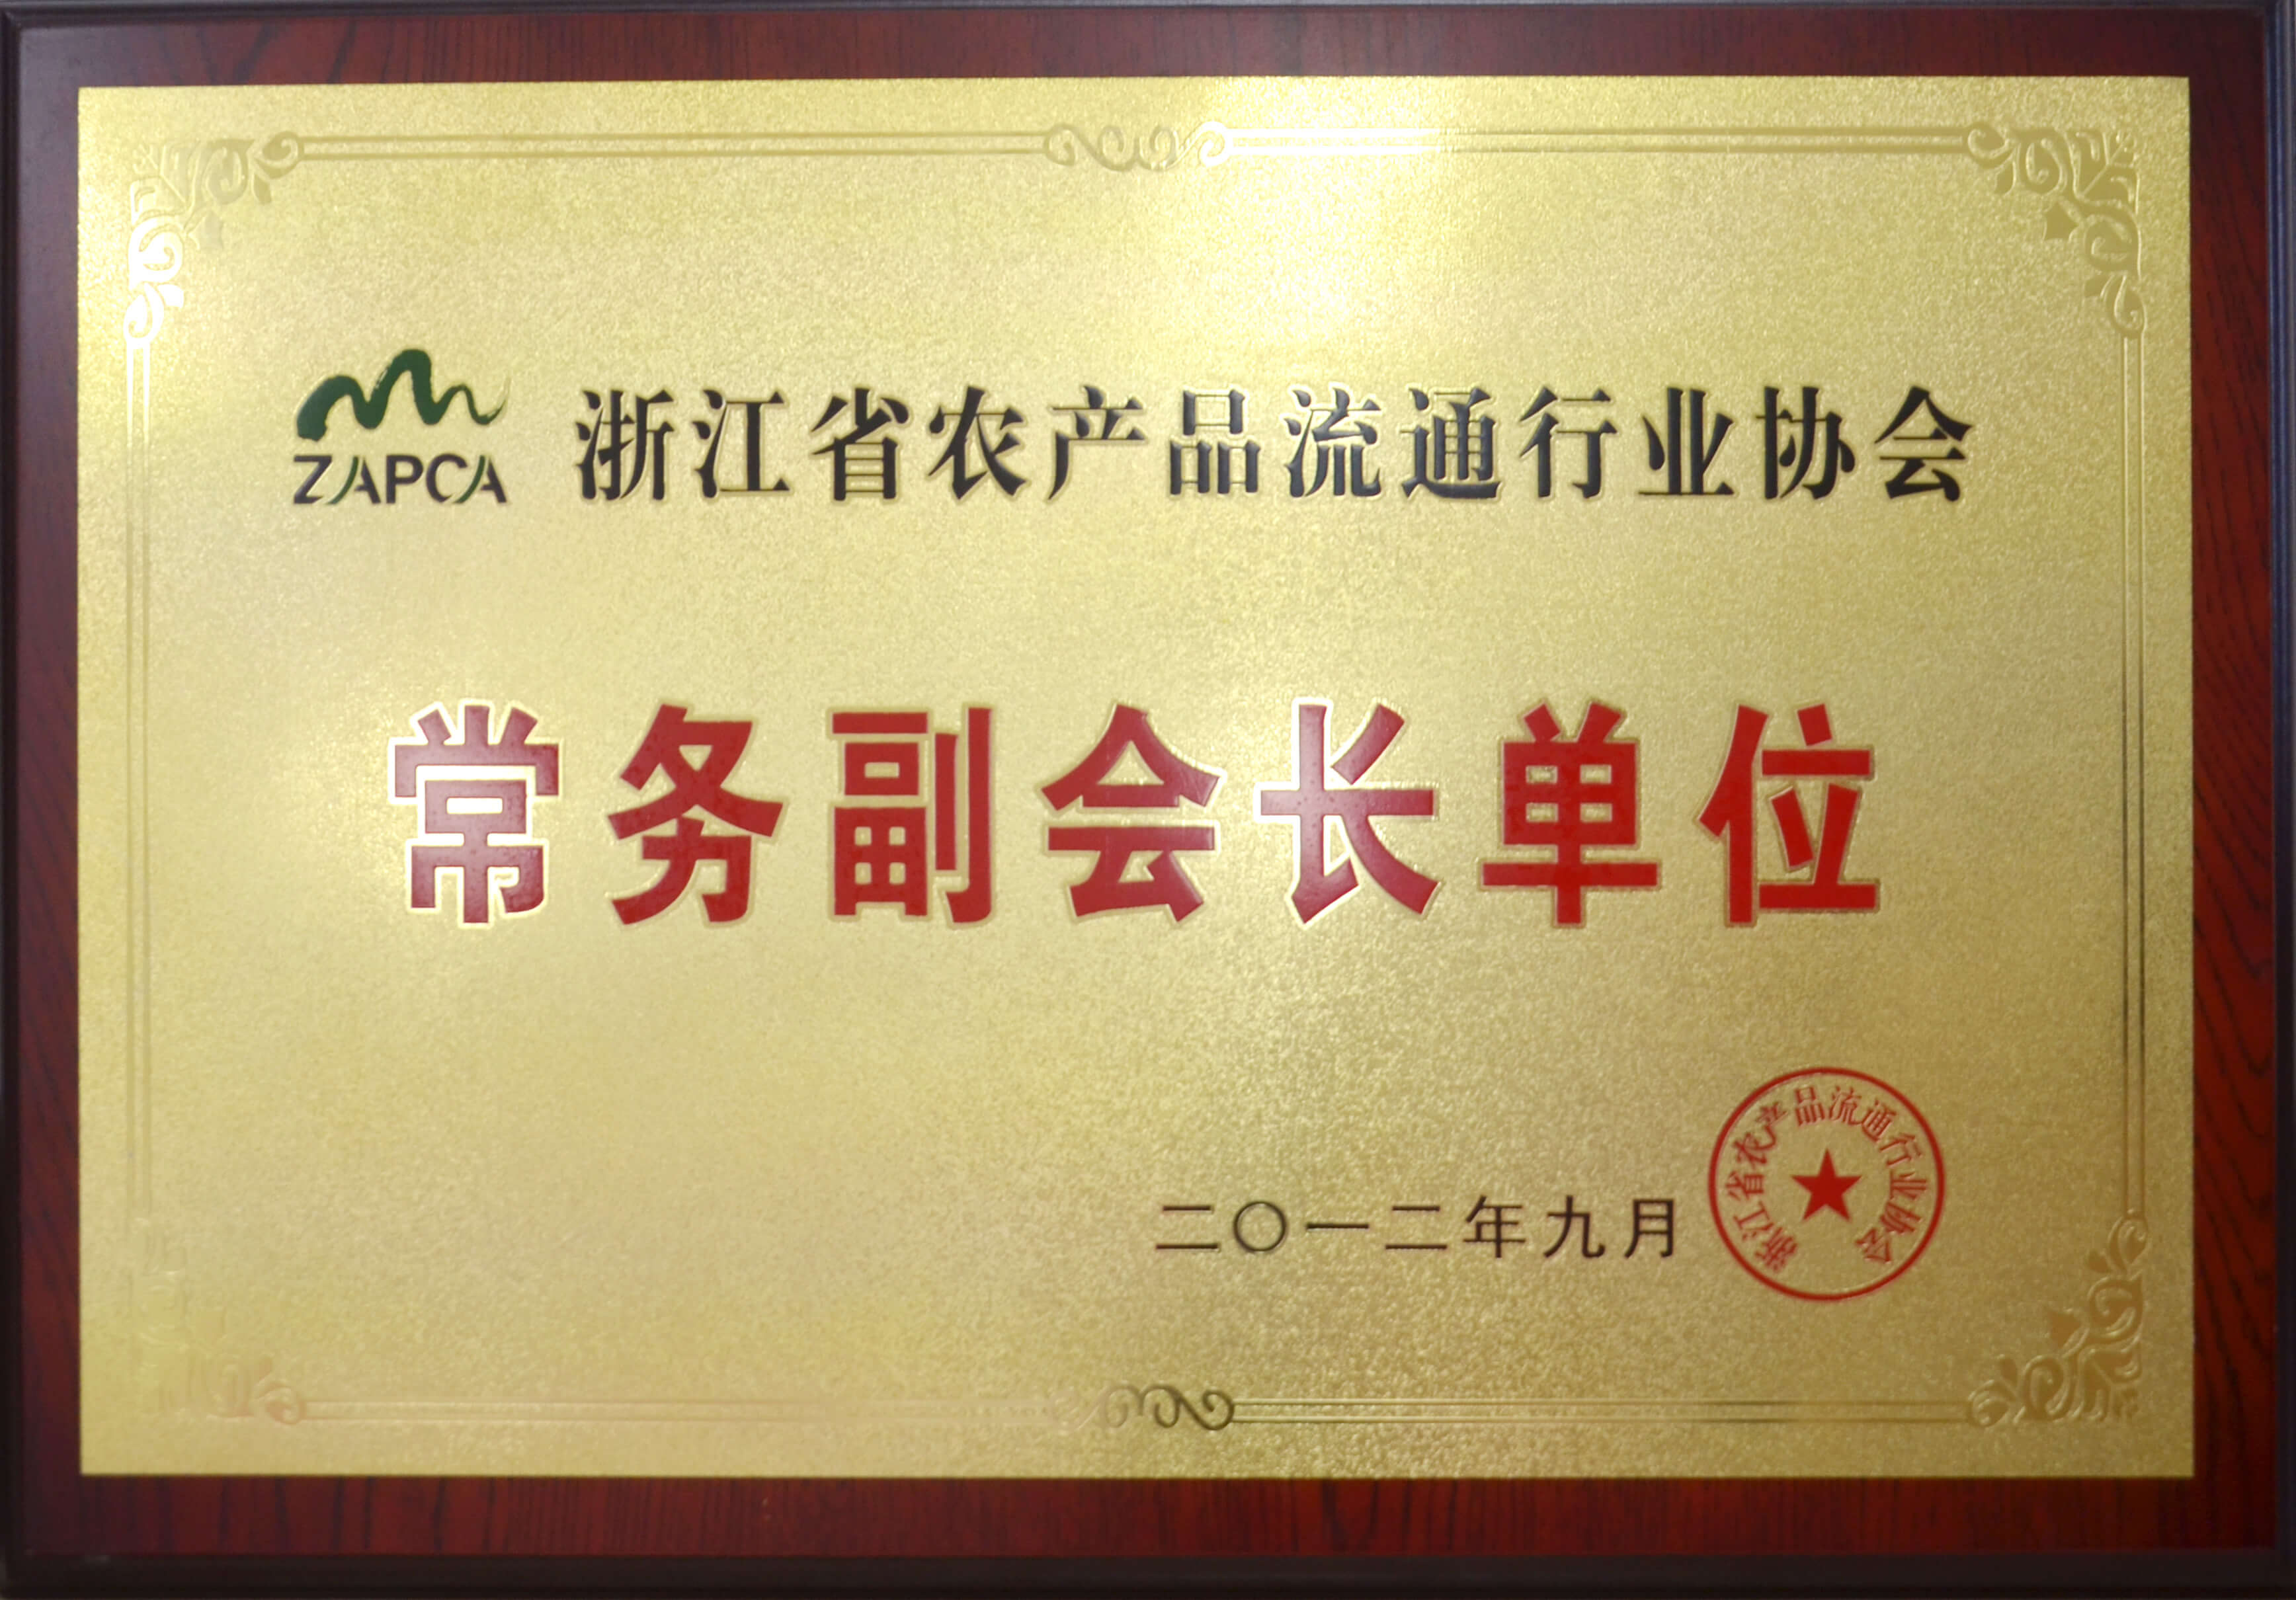 ZAPCA 浙江省农产品流通行业协会
常务副会长单位
二〇一二年九月
浙江省农产品流通行业协会